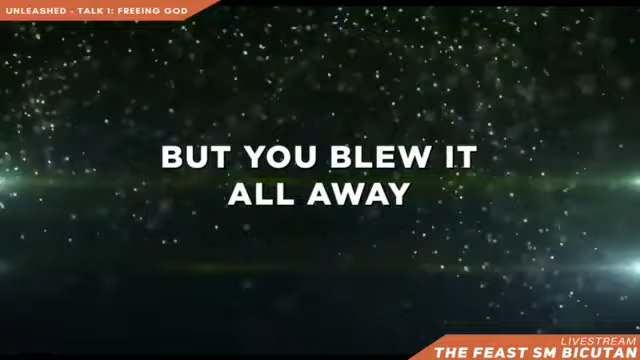 UNLEASHED - TALK 1: FREEING GOD
BUT YOU BLEW IT
ALL AWAY
LIVESTREAM
THE FEAST SM BICUTAN